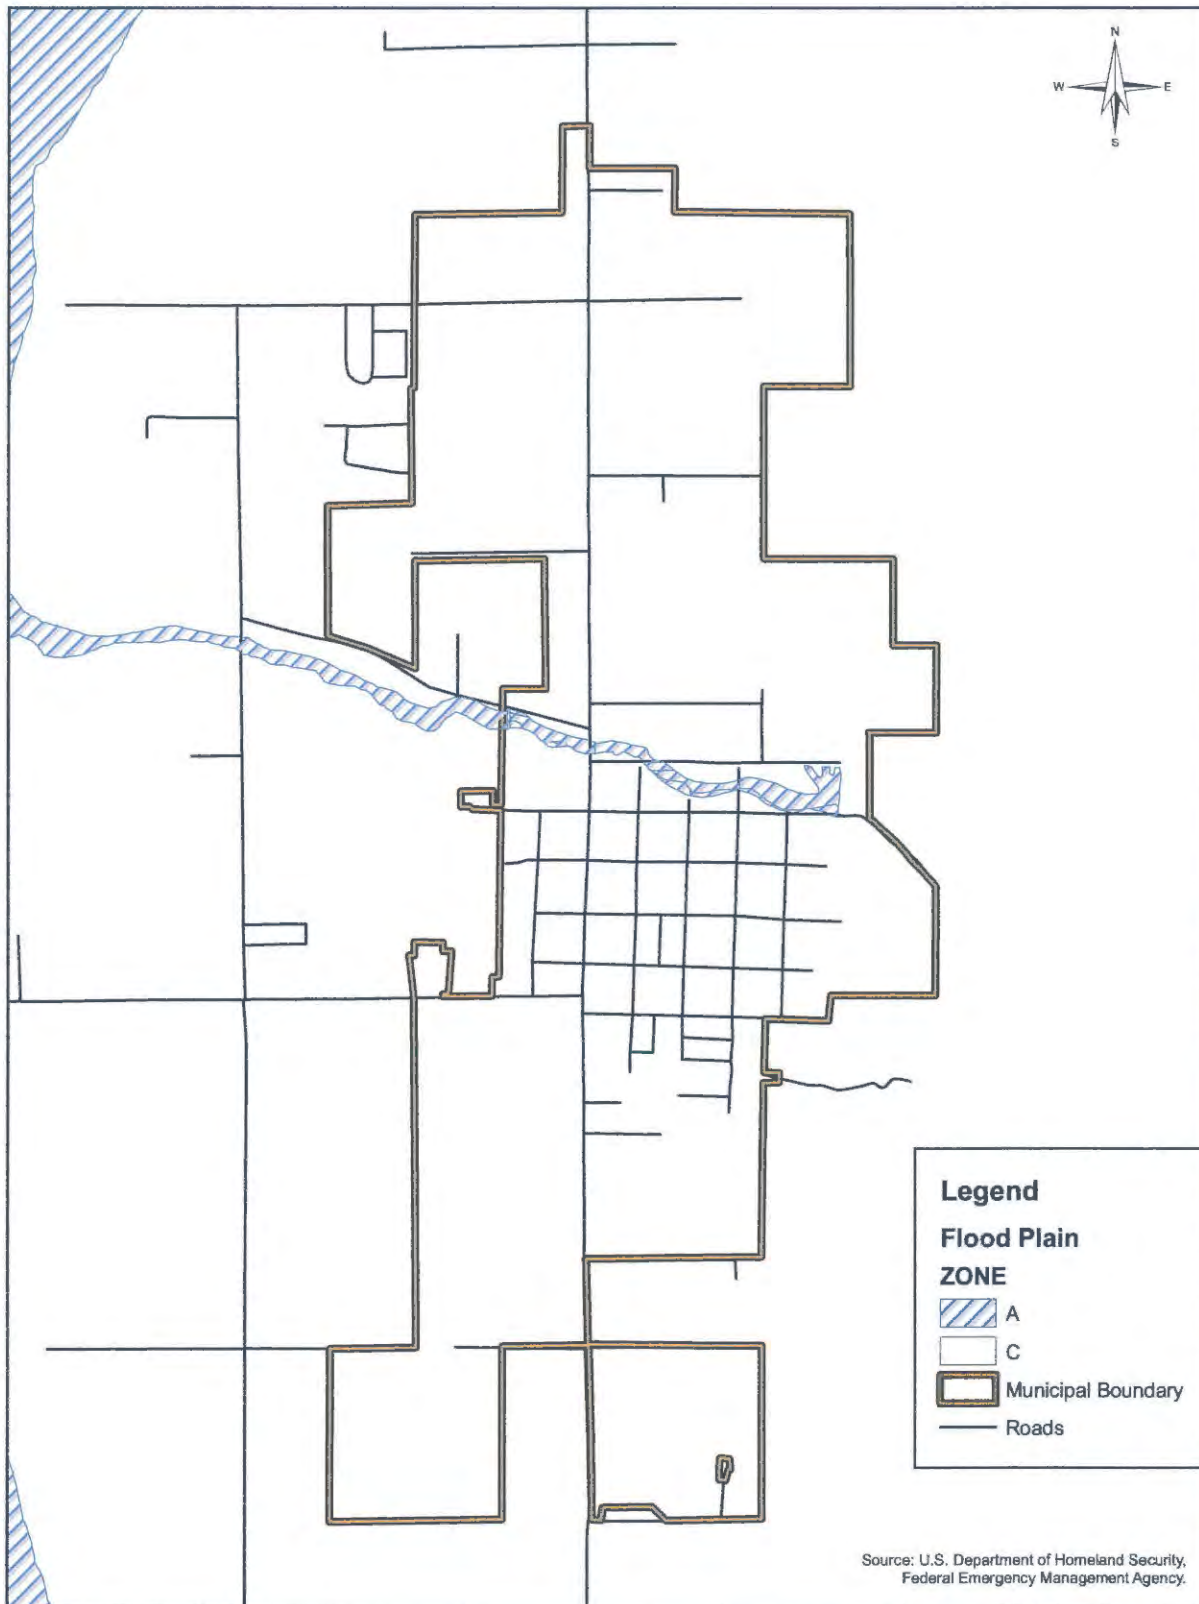 N
W E
S
Legend
Flood Plain
ZONE
A
C
Municipal Boundary
Roads
Source: U.S. Department of Homeland Security,
Federal Emergency Management Agency.